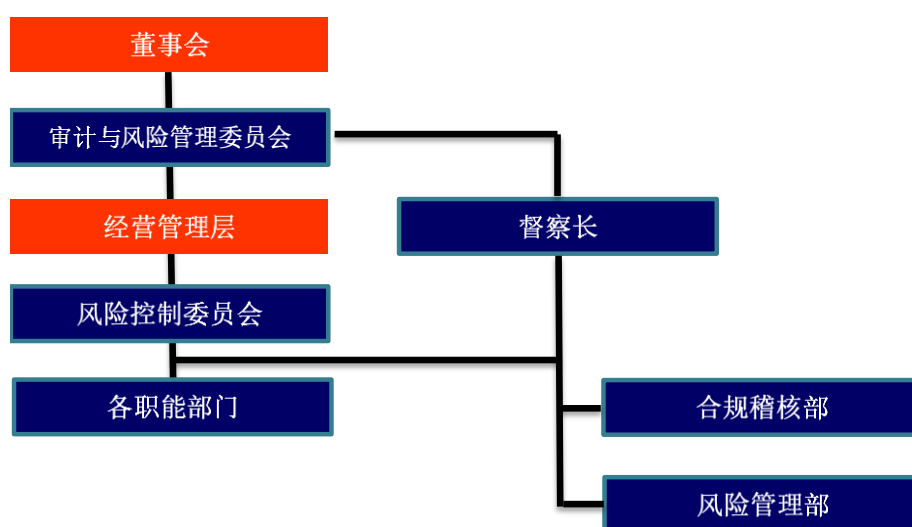 董事会
审计与风险管理委员会
经营管理层
督察长
风险控制委员会
各职能部门
合规稽核部
风险管理部